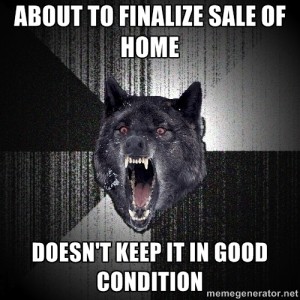 ABOUT TO FINALIZE SALE OF
HOME
DOESN'T KEEP IT IN GOOD
CONDITION
memegenerator.net